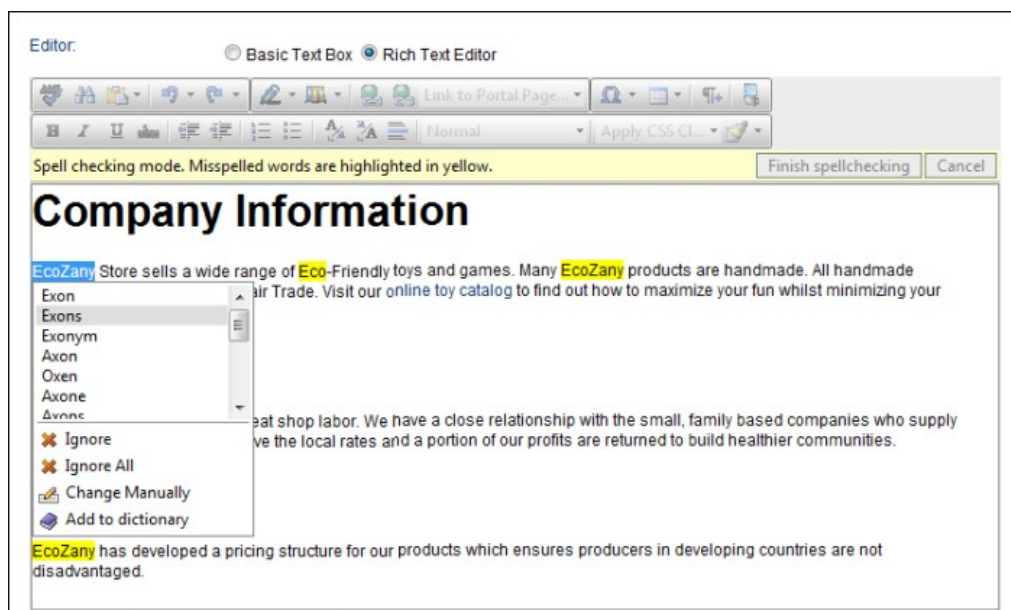 Editor:
Basic Text Box Rich Text Editor
Link to Portal Page...
B I U abc Normal Apply CSS Cl...
Spell checking mode. Misspelled words are highlighted in yellow. Finish spellchecking Cancel
Company Information
EcoZany Store sells a wide range of Eco-Friendly toys and games. Many EcoZany products are handmade. All handmade
air Trade. Visit our online toy catalog to find out how to maximize your fun whilst minimizing your
Exon
Exons
Exonym
Axon
Oxen
Axone
Axons
eat shop labor. We have a close relationship with the small, family based companies who supply
ve the local rates and a portion of our profits are returned to build healthier communities.
Ignore
Ignore All
Change Manually
Add to dictionary
EcoZany has developed a pricing structure for our products which ensures producers in developing countries are not
disadvantaged.